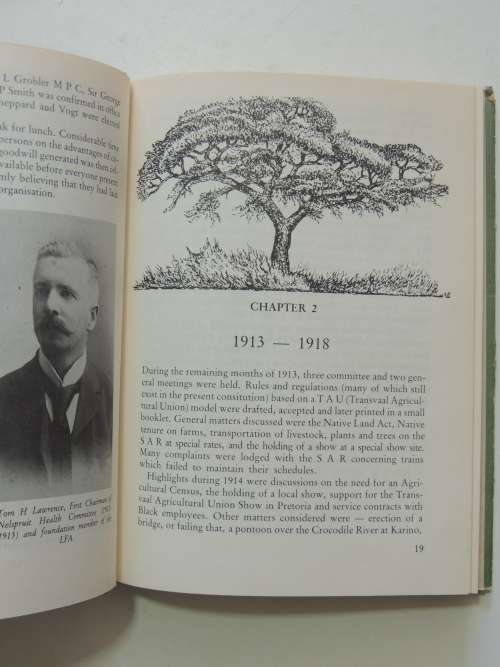 L Grobler M P C, Sir George
P Smith was confirmed in office
heppard and Vogt were elected
ak for lunch. Considerable time
persons on the advantages of co-
goodwill generated was then
available before everyone present
mly believing that they had laid
organisation.
Tom H Lawrence, First Chairman of
Nelspruit Health Committee
1913) and foundation member of the
LFA
CHAPTER 2
1913 — 1918
During the remaining months of 1913, three committee and two gen-
eral meetings were held. Rules and regulations (many of which still
exist in the present consitution) based on a T A U (Transvaal Agricul-
tural Union) model were drafted, accepted and later printed in a small
booklet. General matters discussed were the Native Land Act, Native
tenure on farms, transportation of livestock, plants and trees on the
S A R at special rates, and the holding of a show at a special show site.
Many complaints were lodged with the S A R concerning trains
which failed to maintain their schedules.
Highlights during 1914 were discussions on the need for an Agri-
cultural Census, the holding of a local show, support for the Trans-
vaal Agricultural Union Show in Pretoria and service contracts with
Black employees. Other matters considered were — erection of a
bridge, or failing that, a pontoon over the Crocodile River at Karino,
19